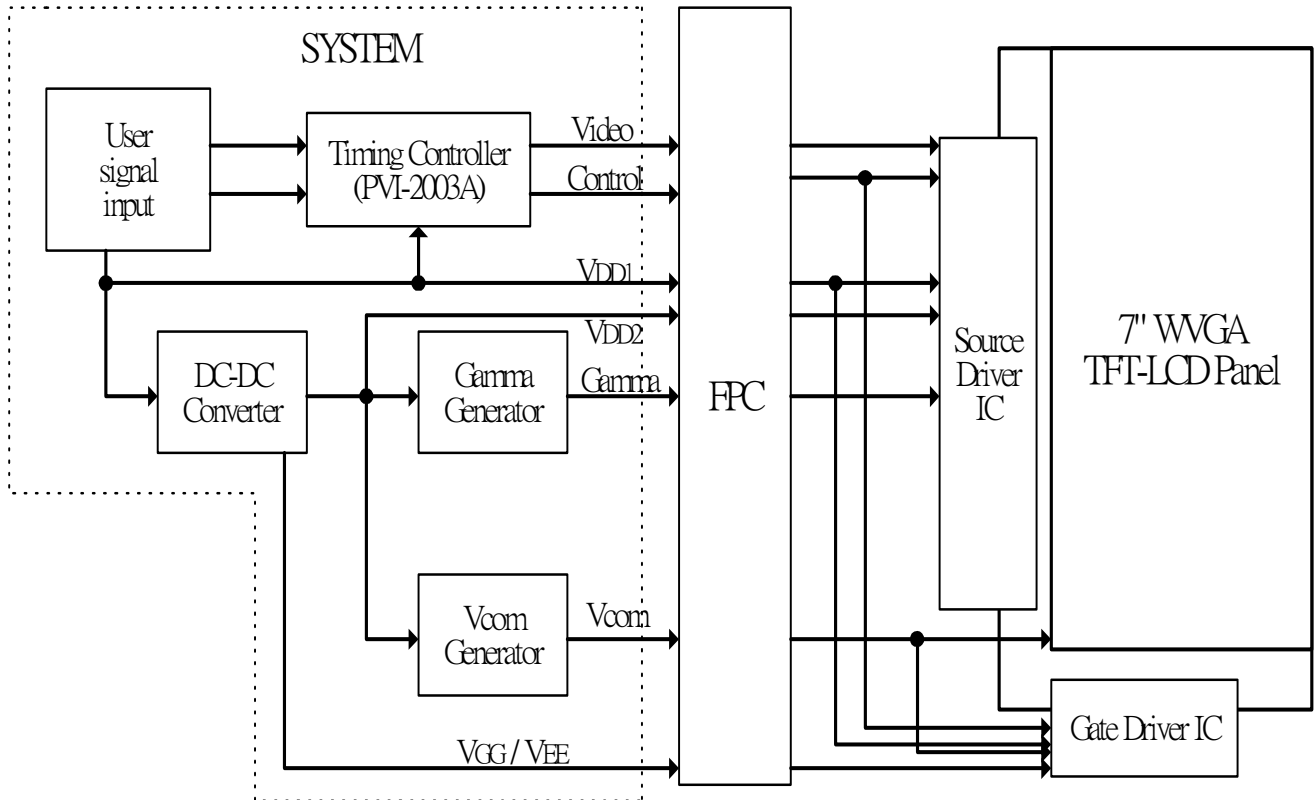 SYSTEM
User
signal
input
Timing Controller
(PVI-2003A)
Video
Control
VDD1
VDD2
DC-DC
Converter
Gamma
Generator
Gamma
FPC
Source
Driver
IC
7" WVGA
TFT-LCD Panel
Vcom
Generator
Vcom
Gate Driver IC
VGG / VEE